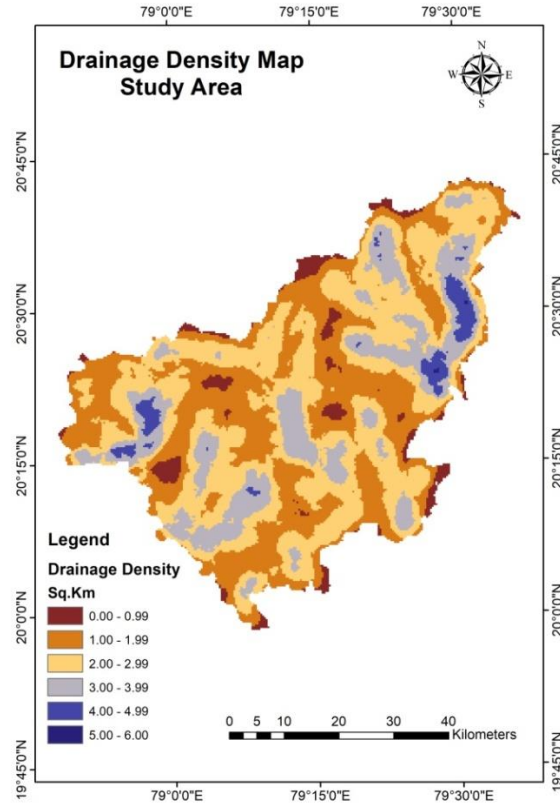 79°0'0"E
79°15'0"E
79°30'0"E
Drainage Density Map
Study Area
N
W
E
S
20°45'0"N
20°45'0"N
20°30'0"N
20°30'0"N
20°15'0"N
20°15'0"N
20°0'0"N
20°0'0"N
19°45'0"N
19°45'0"N
Legend
Drainage Density
Sq.Km
0.00 - 0.99
1.00 - 1.99
2.00 - 2.99
3.00 - 3.99
4.00 - 4.99
5.00 - 6.00
0 5 10 20 30 40
Kilometers
79°0'0"E
79°15'0"E
79°30'0"E